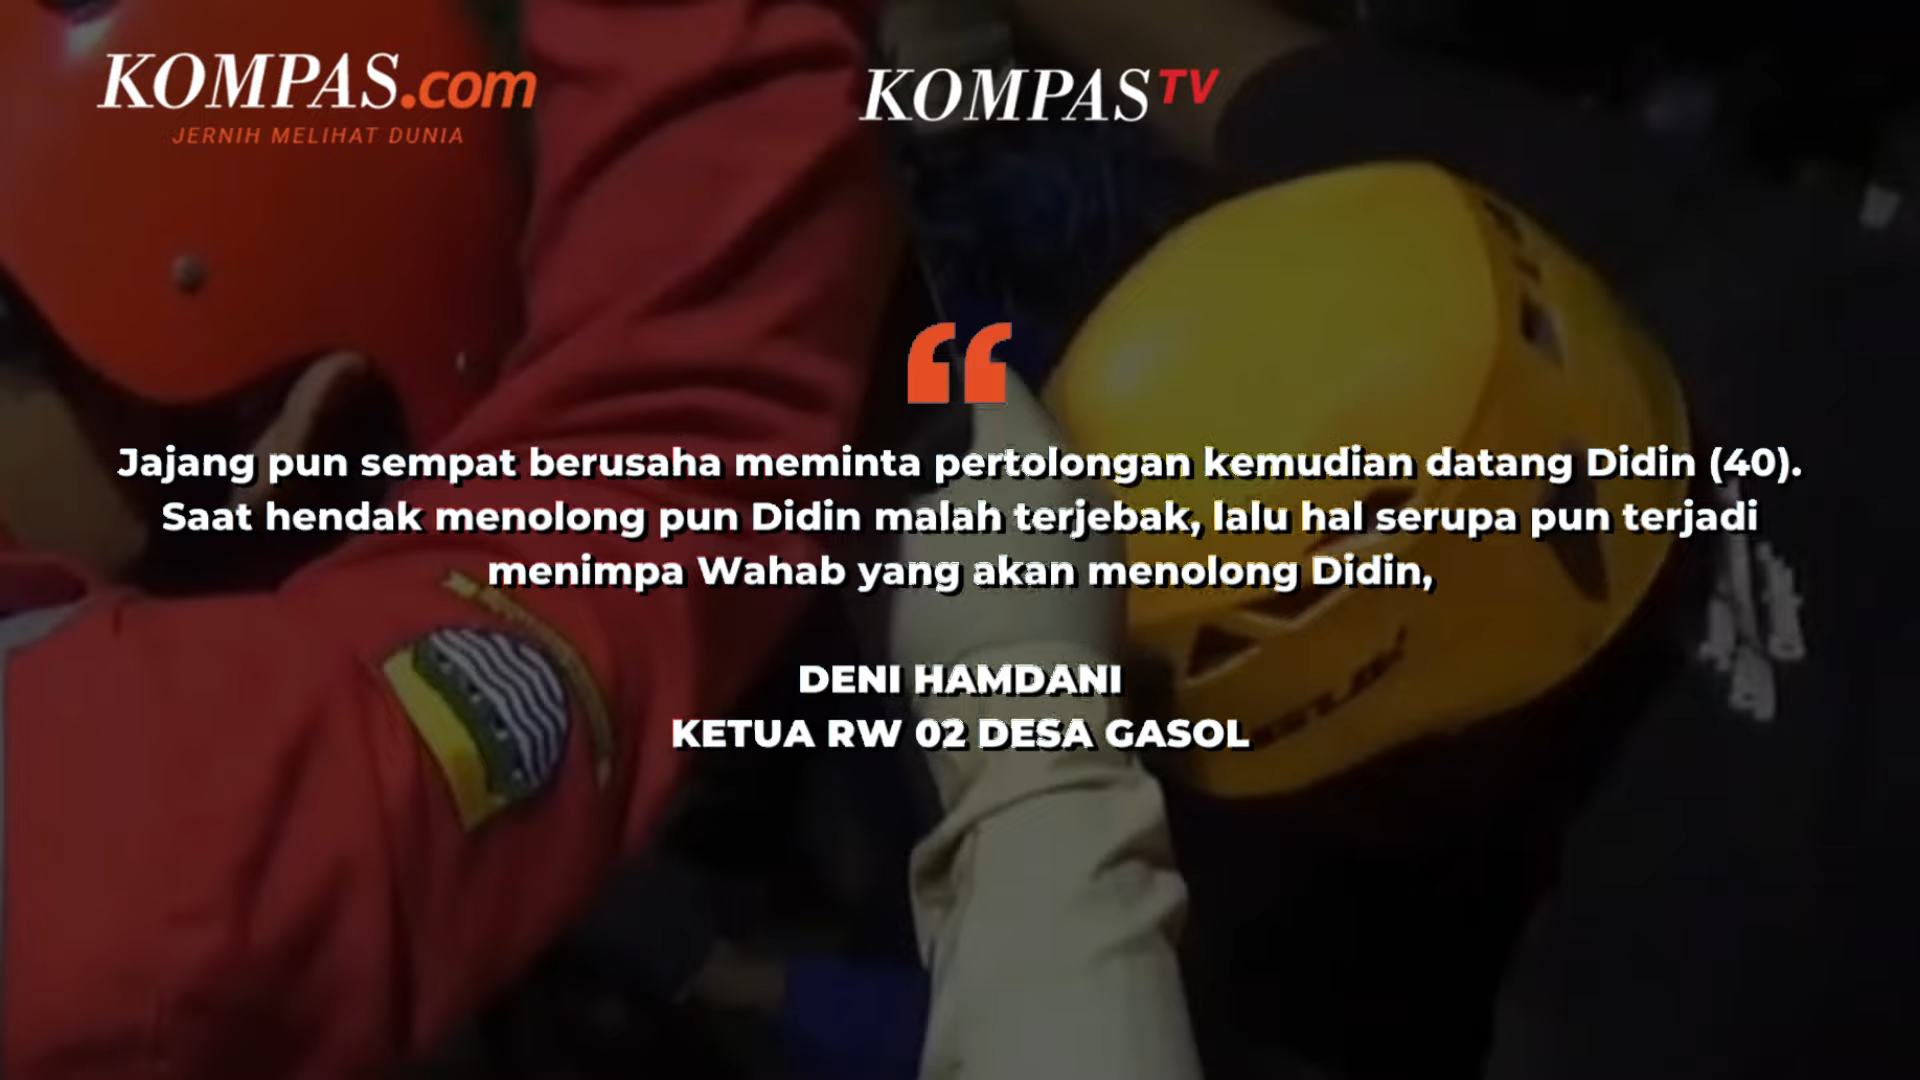 KOMPAS.com
JERNIH MELIHAT DUNIA
KOMPAS TV
Jajang pun sempat berusaha meminta pertolongan kemudian datang Didin (40).
Saat hendak menolong pun Didin malah terjebak, lalu hal serupa pun terjadi
menimpa Wahab yang akan menolong Didin,
DENI HAMDANI
KETUA RW 02 DESA GASOL